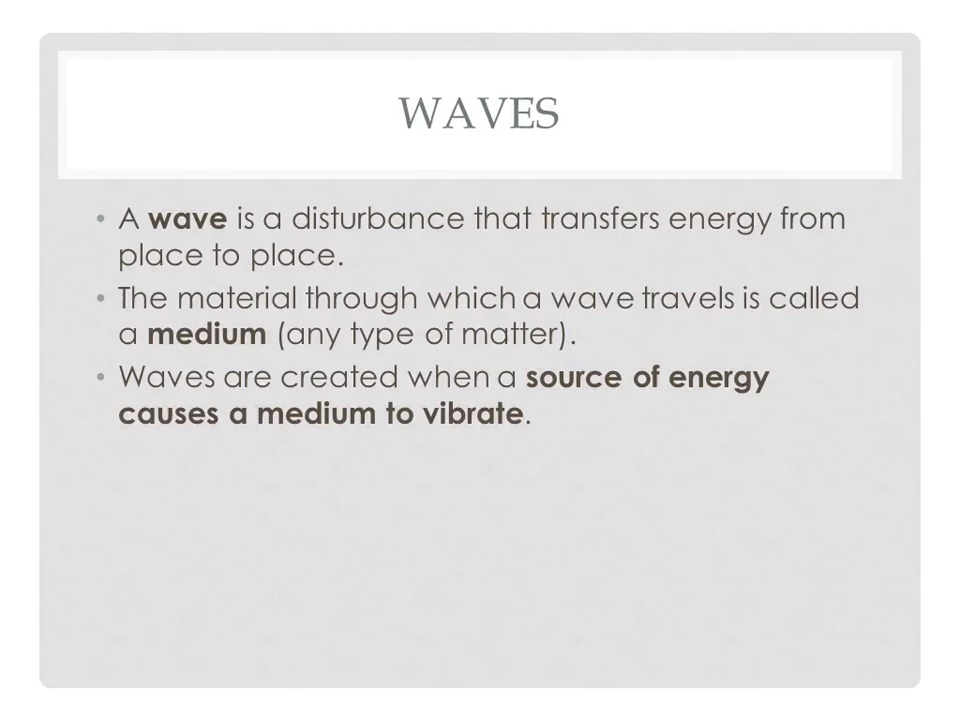 WAVES
• A wave is a disturbance that transfers energy from
place to place.
• The material through which a wave travels is called
a medium (any type of matter).
• Waves are created when a source of energy
causes a medium to vibrate.